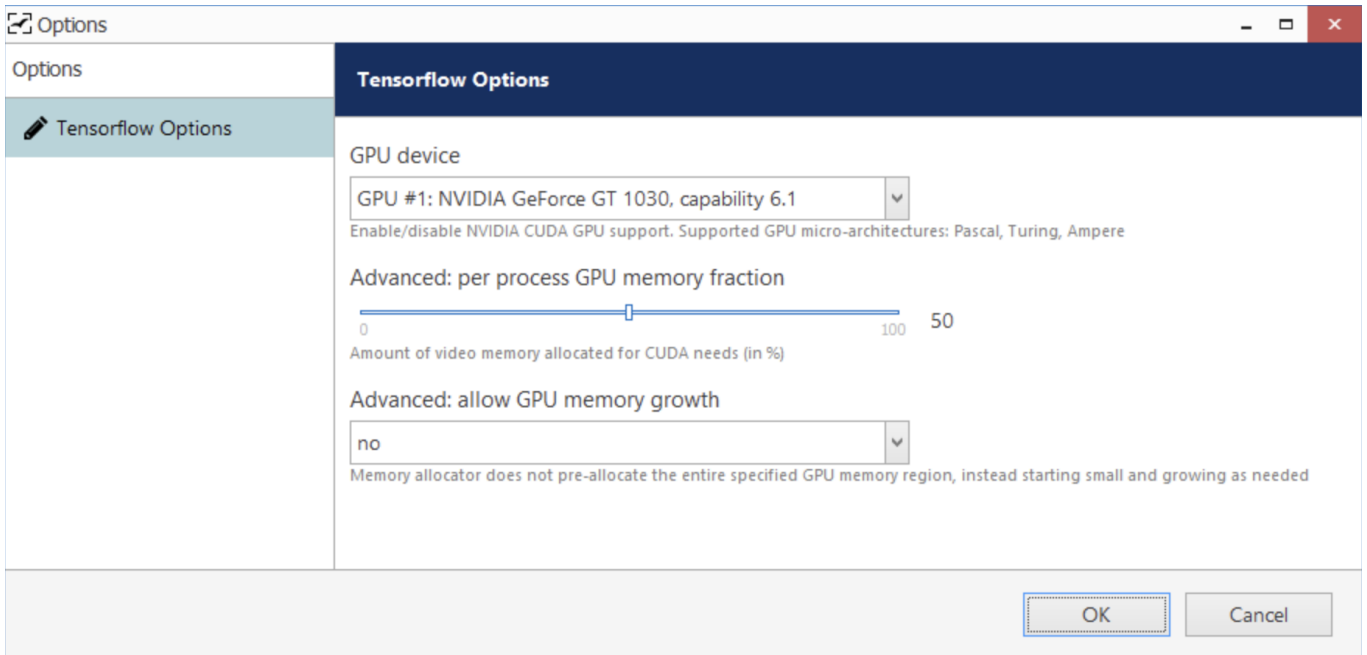 Options
Options
Tensorflow Options
Tensorflow Options
GPU device
GPU #1: NVIDIA GeForce GT 1030, capability 6.1
Enable/disable NVIDIA CUDA GPU support. Supported GPU micro-architectures: Pascal, Turing, Ampere
Advanced: per process GPU memory fraction
0 100 50
Amount of video memory allocated for CUDA needs (in %)
Advanced: allow GPU memory growth
no
Memory allocator does not pre-allocate the entire specified GPU memory region, instead starting small and growing as needed
OK Cancel